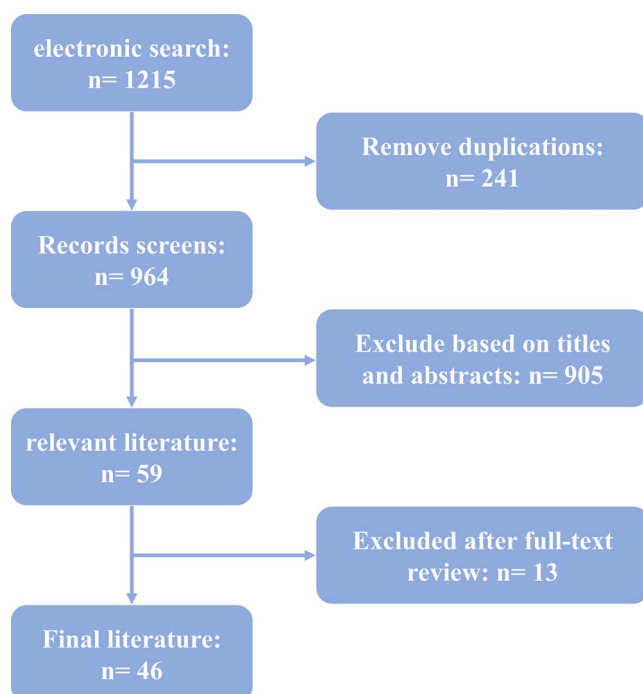 electronic search:
n= 1215
Remove duplications:
n= 241
Records screens:
n= 964
Exclude based on titles
and abstracts: n= 905
relevant literature:
n= 59
Excluded after full-text
review: n= 13
Final literature:
n= 46